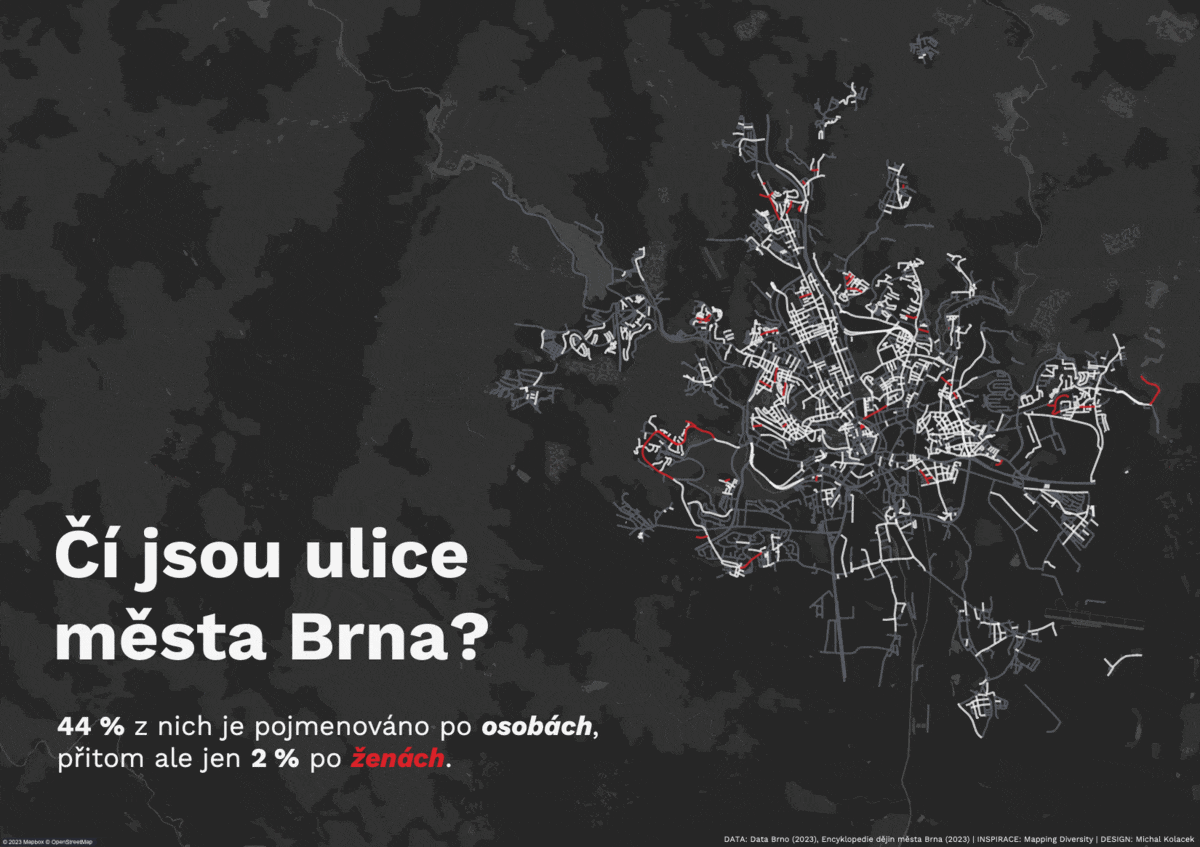 Čí jsou ulice
města Brna?
44 % z nich je pojmenováno po osobách,
přitom ale jen 2 % po ženách.
© 2023 Mapbox © OpenStreetMap
DATA: Data Brno (2023), Encyklopedie dějin města Brna (2023) | INSPIRACE: Mapping Diversity | DESIGN: Michal Kolacek